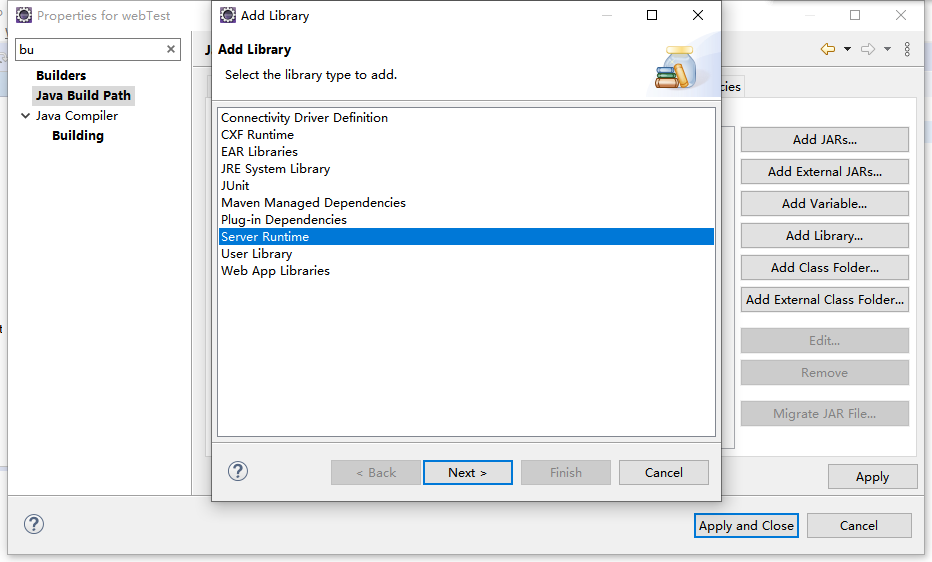 Properties for webTest
bu
Builders
Java Build Path
Java Compiler
Building
Add Library
Add Library
Select the library type to add.
Connectivity Driver Definition
CXF Runtime
EAR Libraries
JRE System Library
JUnit
Maven Managed Dependencies
Plug-in Dependencies
Server Runtime
User Library
Web App Libraries
< Back
Next >
Finish
Cancel
Add JARs...
Add External JARs...
Add Variable...
Add Library...
Add Class Folder...
Add External Class Folder...
Edit...
Remove
Migrate JAR File...
Apply
Apply and Close
Cancel